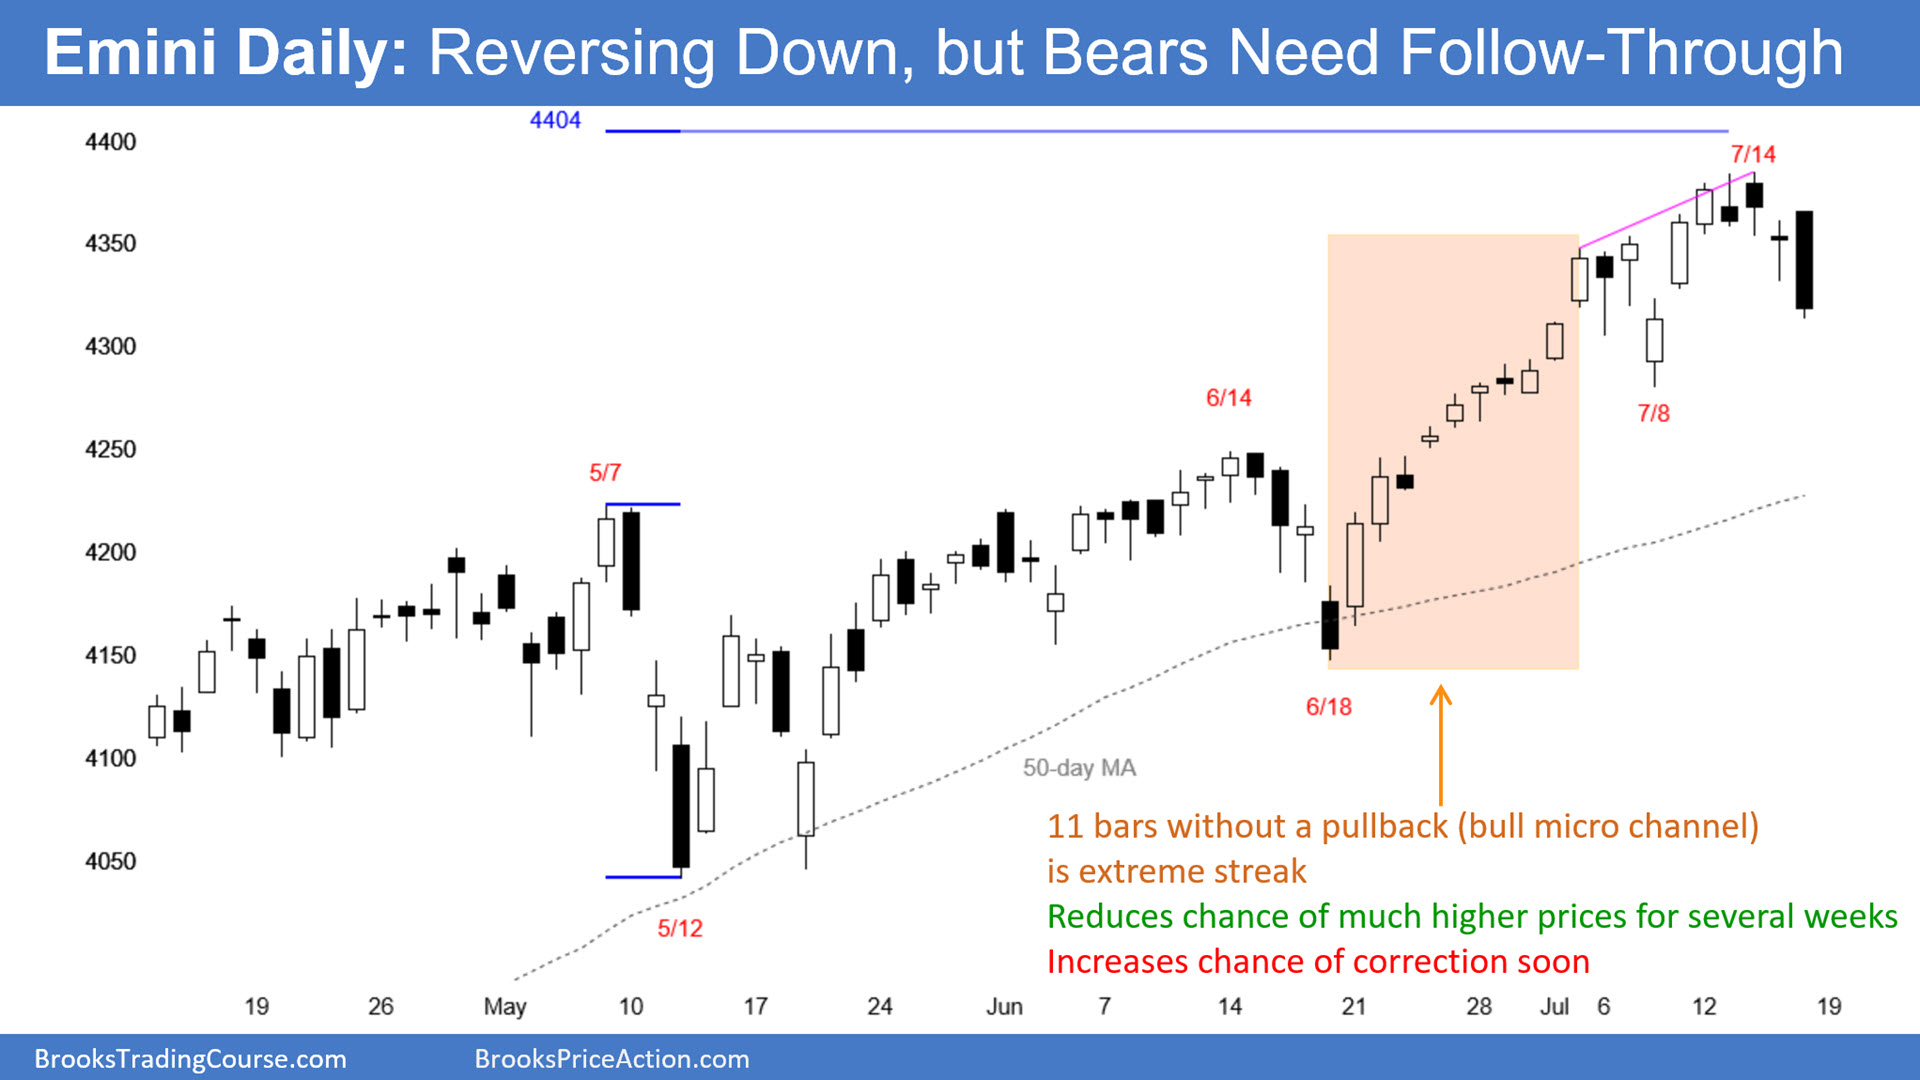 Emini Daily: Reversing Down, but Bears Need Follow-Through
4404
4400
7/14
4350
4300
6/14
7/8
4250
5/7
4200
4150
6/18
4100
50-day MA
11 bars without a pullback (bull micro channel)
is extreme streak
4050
Reduces chance of much higher prices for several weeks
5/12
Increases chance of correction soon
19 26 May 10 17 24 Jun 7 14 21 28 Jul 6 12 19
BrooksTradingCourse.com BrooksPriceAction.com